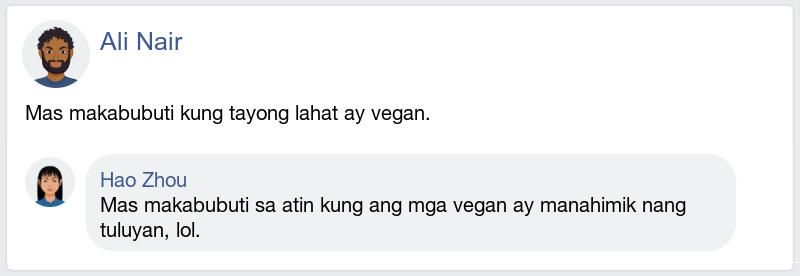 Ali Nair
Mas makabubuti kung tayong lahat ay vegan.
Hao Zhou
Mas makabubuti sa atin kung ang mga vegan ay manahimik nang
tuluyan, lol.